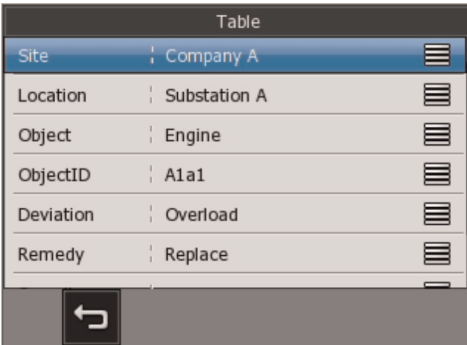 Table
Site Company A
Location Substation A
Object Engine
ObjectID A1a1
Deviation Overload
Remedy Replace